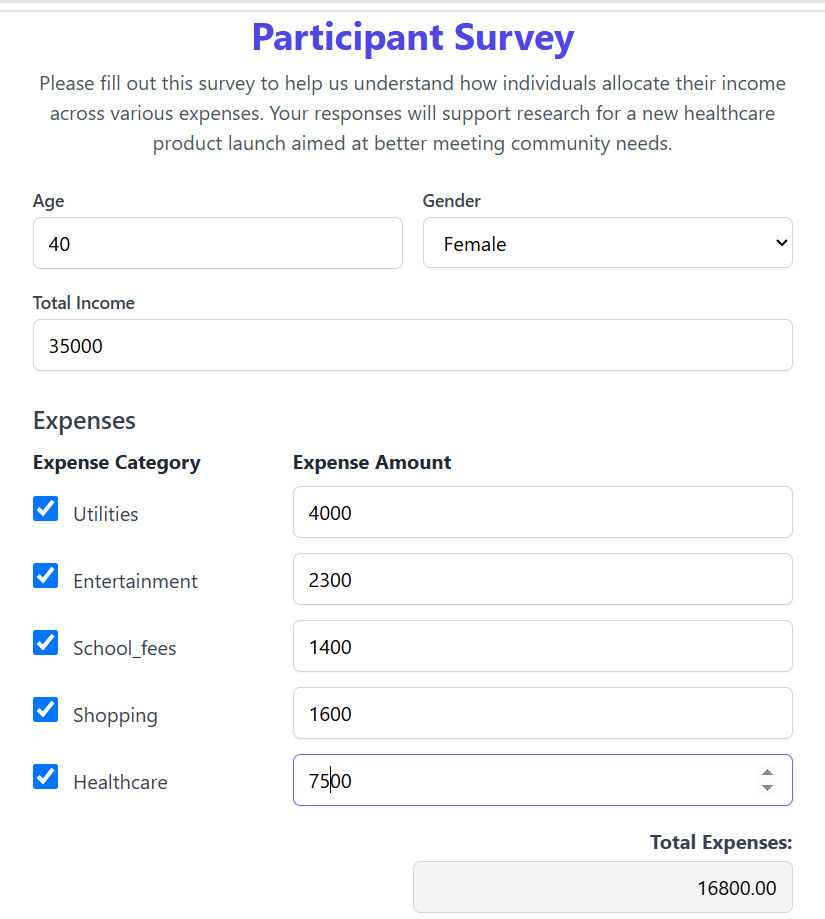 Participant Survey
Please fill out this survey to help us understand how individuals allocate their income
across various expenses. Your responses will support research for a new healthcare
product launch aimed at better meeting community needs.
Age Gender
40 Female
Total Income
35000
Expenses
Expense Category Expense Amount
Utilities 4000
Entertainment 2300
School_fees 1400
Shopping 1600
Healthcare 7500
Total Expenses:
16800.00